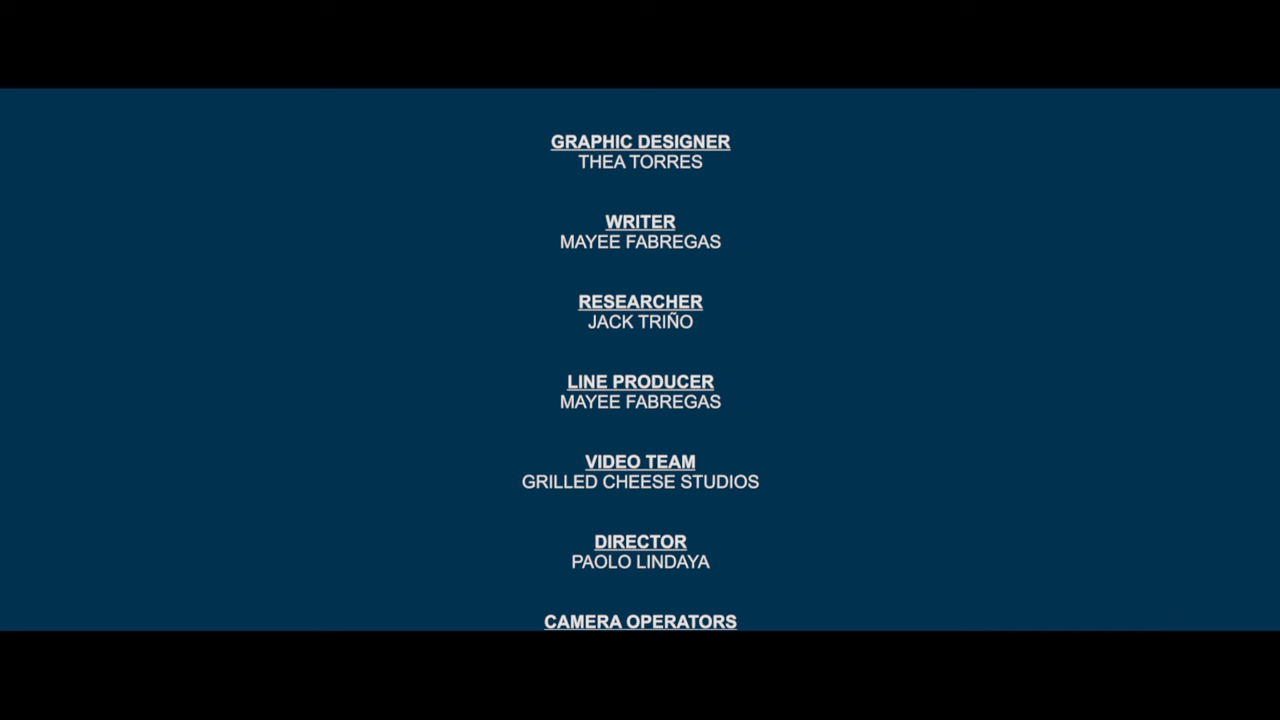 GRAPHIC DESIGNER
THEA TORRES
WRITER
MAYEE FABREGAS
RESEARCHER
JACK TRIÑO
LINE PRODUCER
MAYEE FABREGAS
VIDEO TEAM
GRILLED CHEESE STUDIOS
DIRECTOR
PAOLO LINDAYA
CAMERA OPERATORS